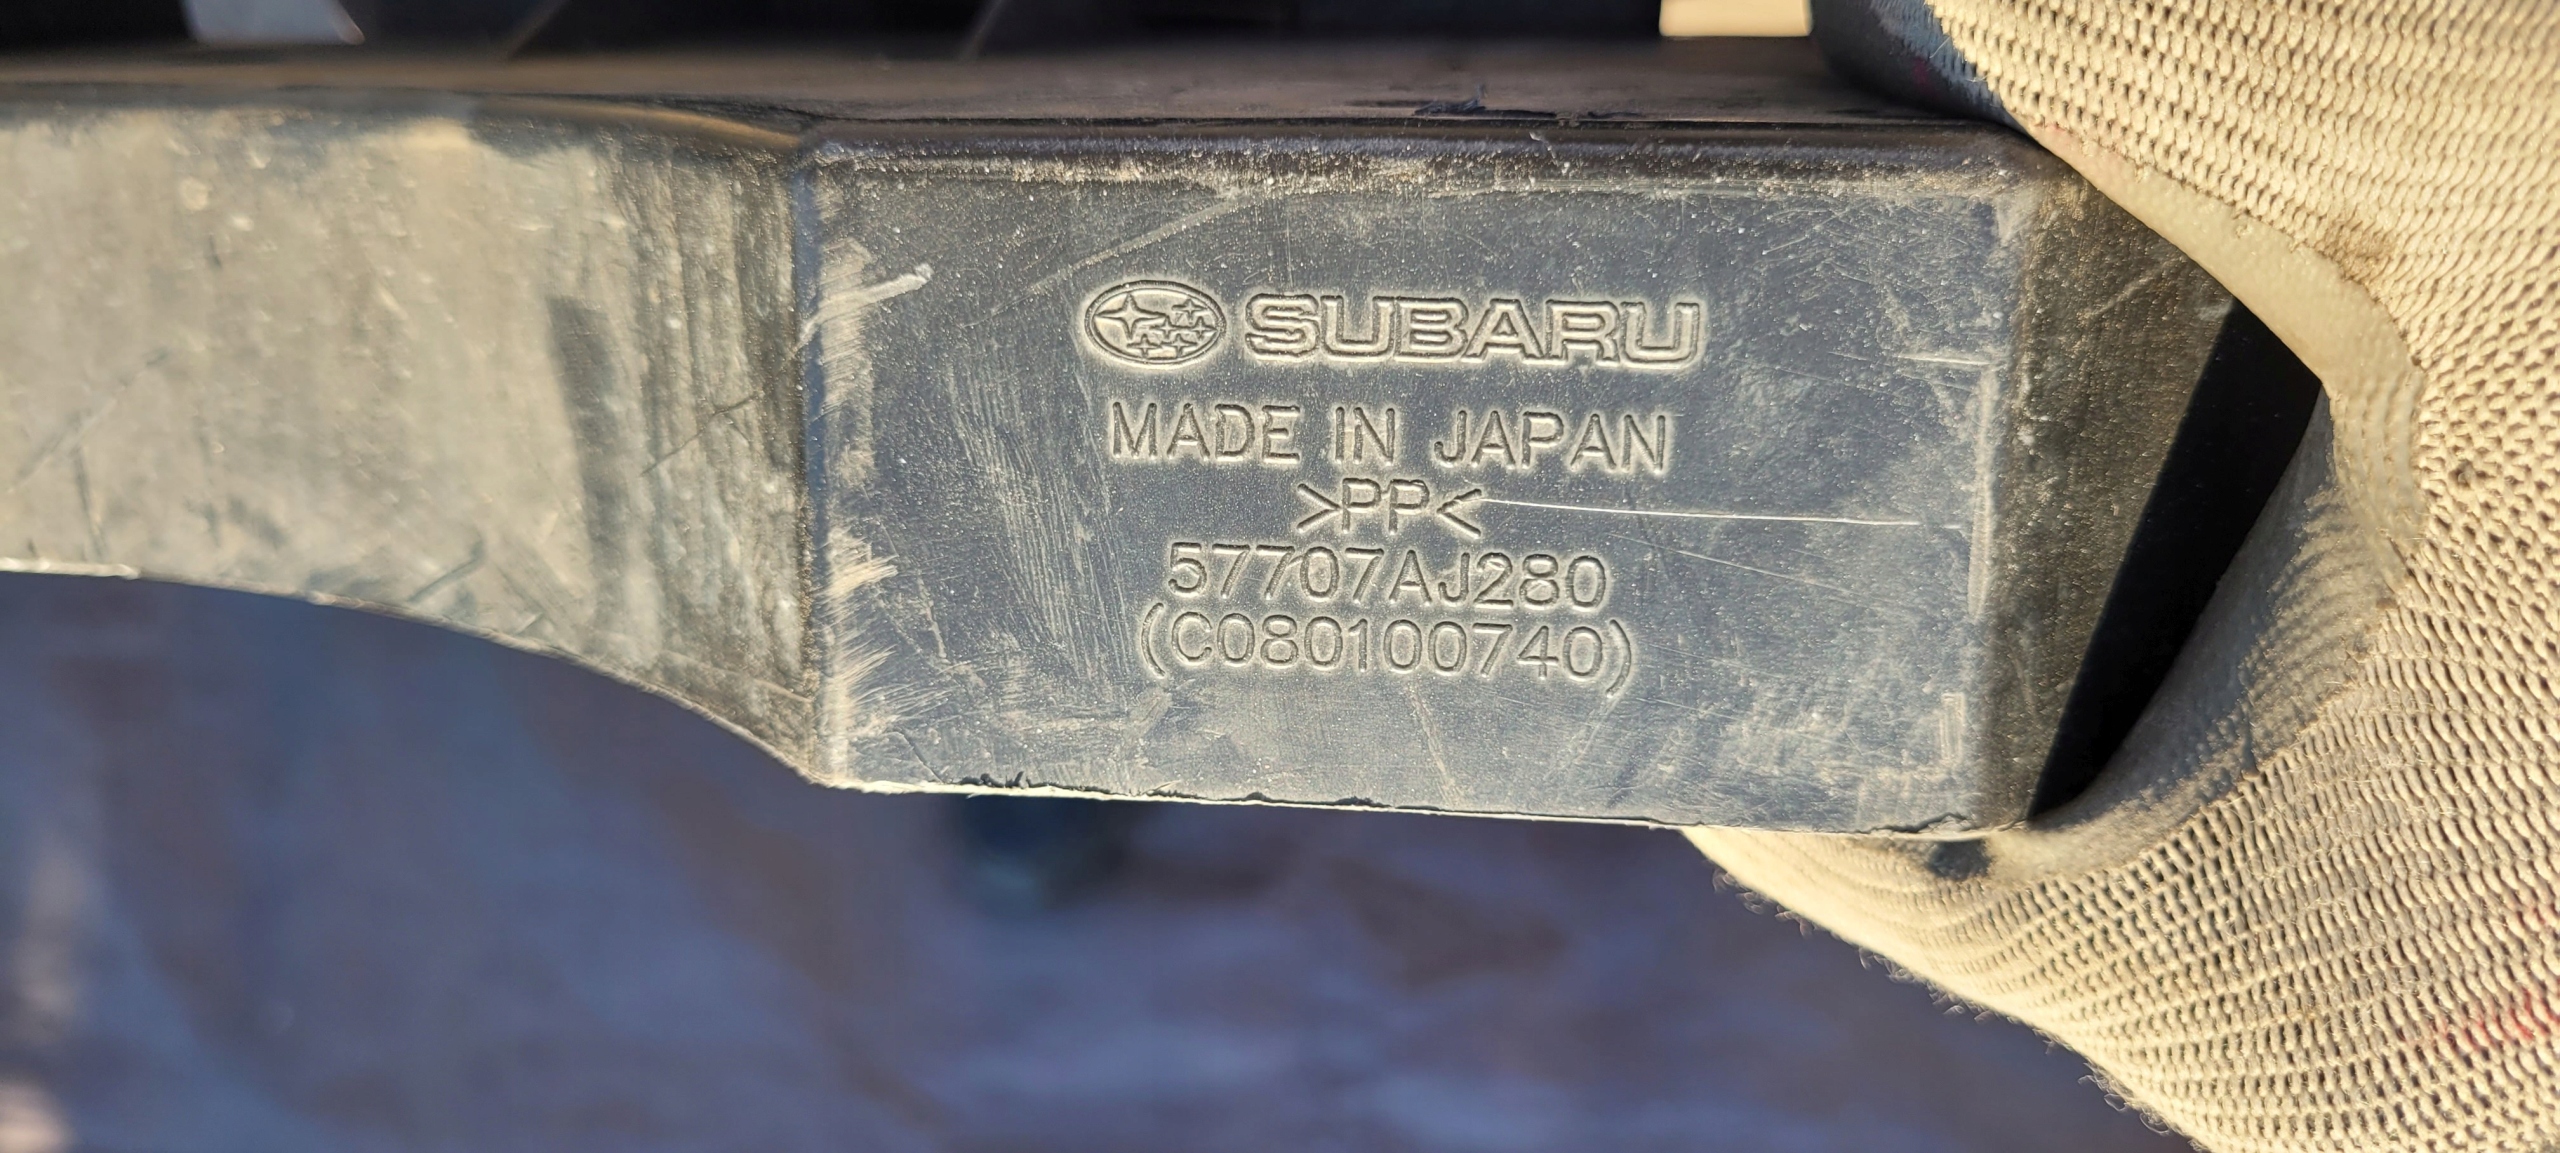 SUBARU
MADE IN JAPAN
>PP<
57707AJ280
(C080100740)